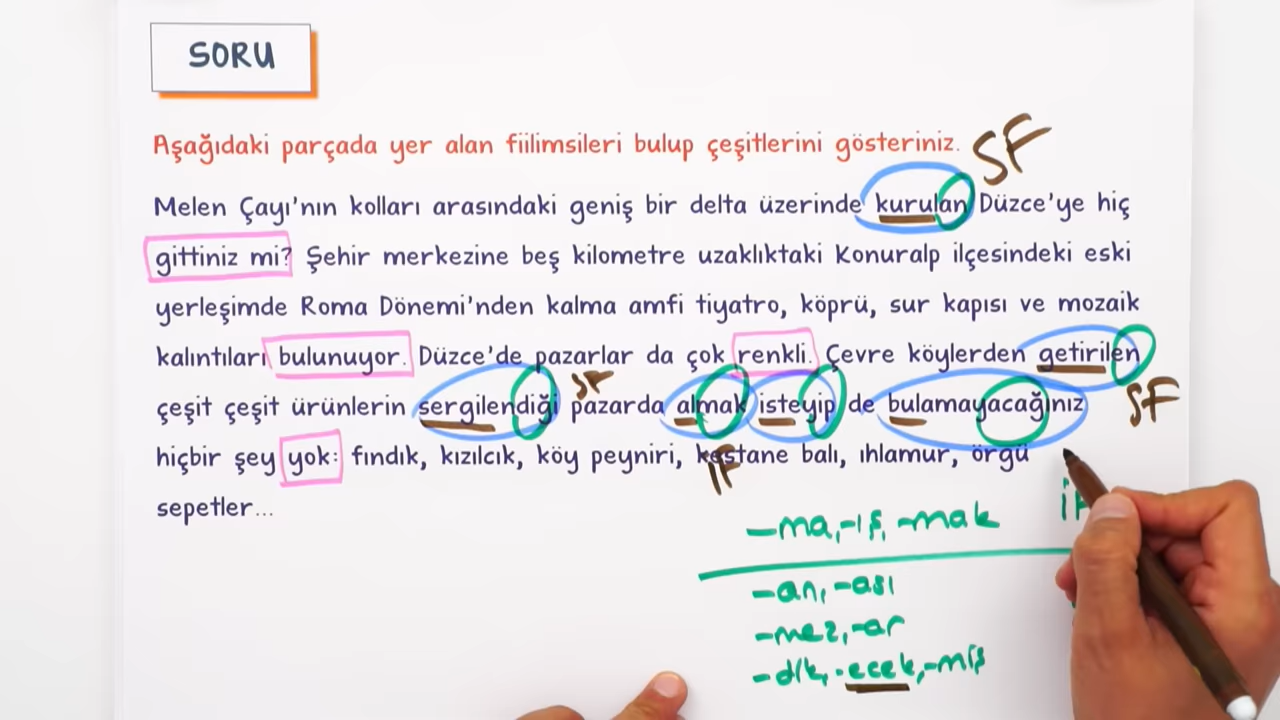 SORU
Aşağıdaki parçada yer alan fiilimsileri bulup çeşitlerini gösteriniz.
SF
Melen Çayı'nın kolları arasındaki geniş bir delta üzerinde kurulan Düzce'ye hiç
gittiniz mi? Şehir merkezine beş kilometre uzaklıktaki Konuralp ilçesindeki eski
yerleşimde Roma Dönemi'nden kalma amfi tiyatro, köprü, sur kapısı ve mozaik
kalıntıları bulunuyor. Düzce'de pazarlar da çok renkli. Çevre köylerden getirilen
SF
SF
çeşit çeşit ürünlerin sergilendiği pazarda almak isteyip de bulamayacağınız
hiçbir şey yok: fındık, kızılcık, köy peyniri, kestane balı, ıhlamur, örgü
İF
sepetler...
-ma, -ış, -mak
-an, -ası
-mez, -ar
-dık, -ecek, -miş